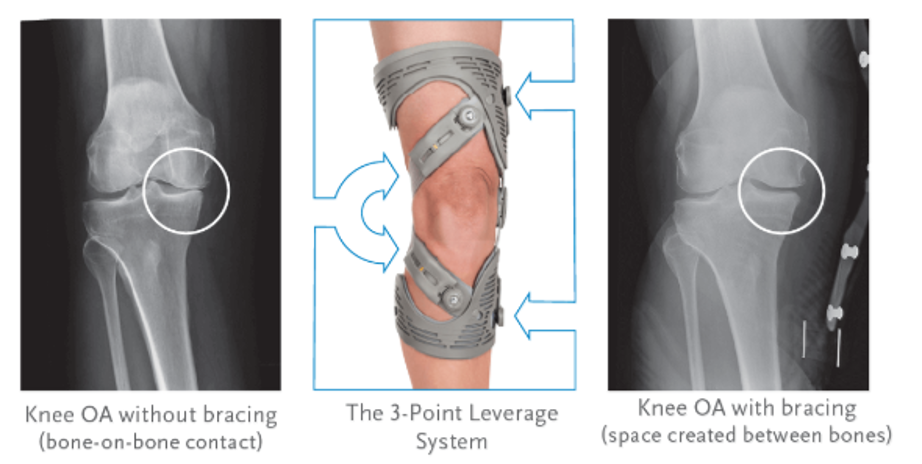 Knee OA without bracing
(bone-on-bone contact)
The 3-Point Leverage
System
Knee OA with bracing
(space created between bones)